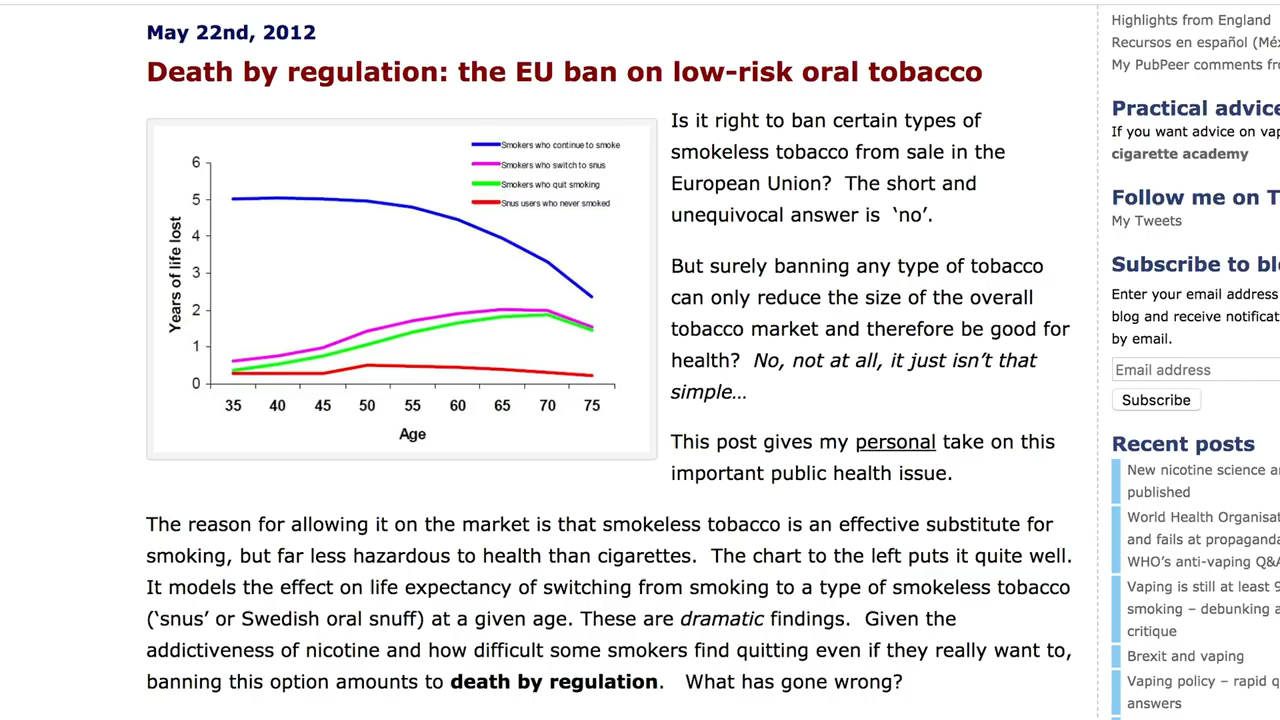 May 22nd, 2012
Death by regulation: the EU ban on low-risk oral tobacco
Smokers who continue to smoke
Smokers who switch to snus
Smokers who quit smoking
Snus users who never smoked
Years of life lost
6
5
4
3
2
1
0
35 40 45 50 55 60 65 70 75
Age
Is it right to ban certain types of
smokeless tobacco from sale in the
European Union?  The short and
unequivocal answer is  ‘no’.
But surely banning any type of tobacco
can only reduce the size of the overall
tobacco market and therefore be good for
health?  No, not at all, it just isn’t that
simple…
This post gives my personal take on this
important public health issue.
The reason for allowing it on the market is that smokeless tobacco is an effective substitute for
smoking, but far less hazardous to health than cigarettes.  The chart to the left puts it quite well.
It models the effect on life expectancy of switching from smoking to a type of smokeless tobacco
(‘snus’ or Swedish oral snuff) at a given age. These are dramatic findings.  Given the
addictiveness of nicotine and how difficult some smokers find quitting even if they really want to,
banning this option amounts to death by regulation.   What has gone wrong?
Highlights from England
Recursos en español (Méx
My PubPeer comments fro
Practical advice
If you want advice on vap
cigarette academy
Follow me on T
My Tweets
Subscribe to blo
Enter your email address
blog and receive notificat
by email.
Email address
Subscribe
Recent posts
New nicotine science an
published
World Health Organisat
and fails at propaganda
WHO’s anti-vaping Q&A
Vaping is still at least 9
smoking – debunking a
critique
Brexit and vaping
Vaping policy – rapid q
answers